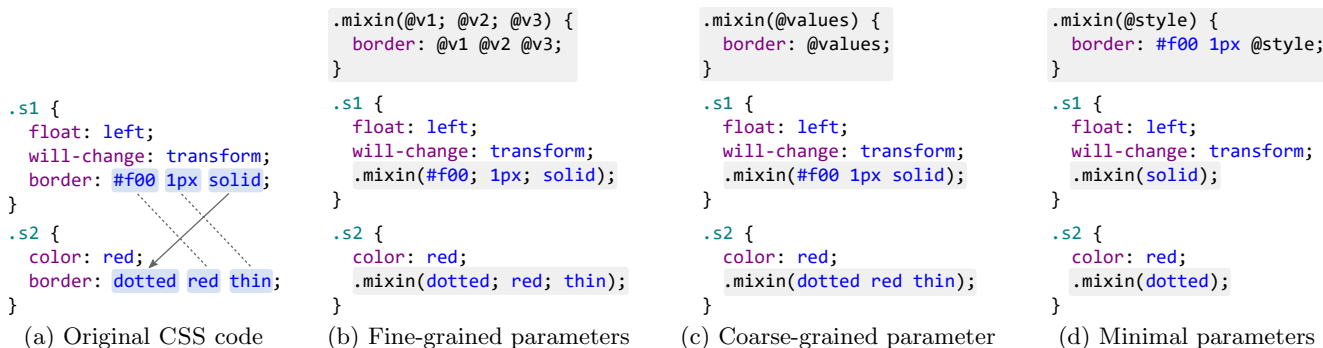 .s1 {
  float: left;
  will-change: transform;
  border: #f00 1px solid;
}
.s2 {
  color: red;
  border: dotted red thin;
}
(a) Original CSS code
.mixin(@v1; @v2; @v3) {
  border: @v1 @v2 @v3;
}
.s1 {
  float: left;
  will-change: transform;
  .mixin(#f00; 1px; solid);
}
.s2 {
  color: red;
  .mixin(dotted; red; thin);
}
(b) Fine-grained parameters
.mixin(@values) {
  border: @values;
}
.s1 {
  float: left;
  will-change: transform;
  .mixin(#f00 1px solid);
}
.s2 {
  color: red;
  .mixin(dotted red thin);
}
(c) Coarse-grained parameter
.mixin(@style) {
  border: #f00 1px @style;
}
.s1 {
  float: left;
  will-change: transform;
  .mixin(solid);
}
.s2 {
  color: red;
  .mixin(dotted);
}
(d) Minimal parameters